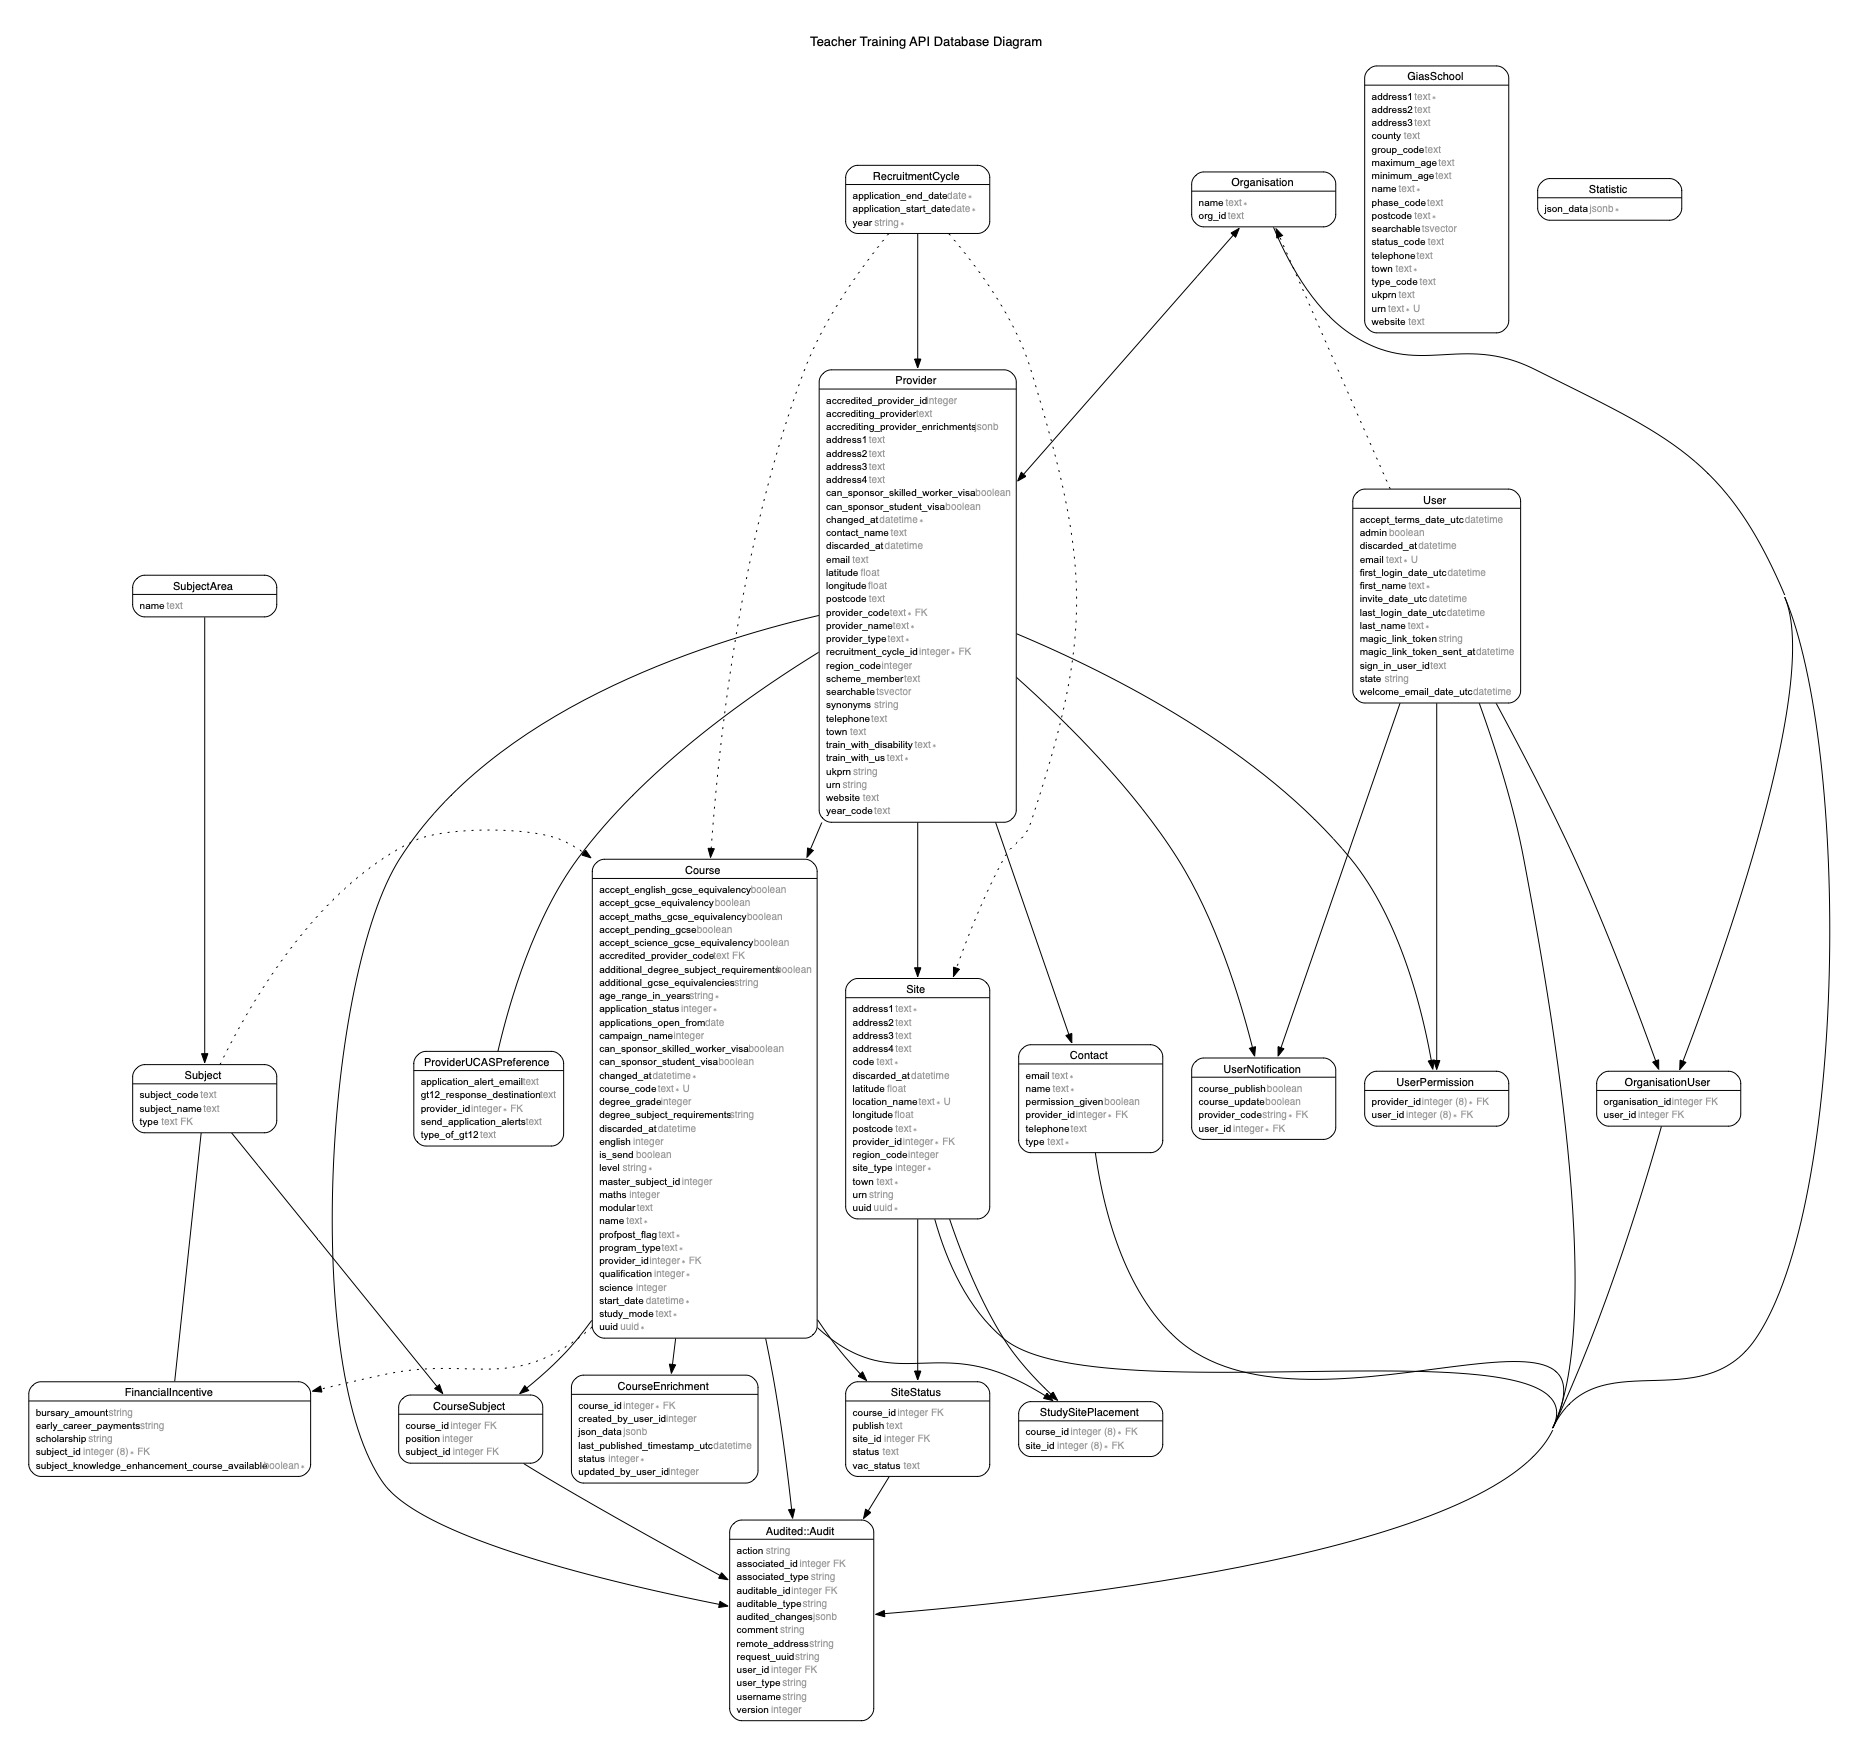 Teacher Training API Database Diagram
GiasSchool
address1 text *
address2 text
address3 text
county text
group_code text
maximum_age text
minimum_age text
name text *
phase_code text
postcode text *
searchable tsvector
status_code text
telephone text
town text *
type_code text
ukprn text
urn text * U
website text
RecruitmentCycle
application_end_date date *
application_start_date date *
year string *
Organisation
name text *
org_id text
Statistic
json_data jsonb *
Provider
accredited_provider_id integer
accrediting_provider text
accrediting_provider_enrichments jsonb
address1 text
address2 text
address3 text
address4 text
can_sponsor_skilled_worker_visa boolean
can_sponsor_student_visa boolean
changed_at datetime *
contact_name text
discarded_at datetime
email text
latitude float
longitude float
postcode text
provider_code text * FK
provider_name text *
provider_type text *
recruitment_cycle_id integer * FK
region_code integer
scheme_member text
searchable tsvector
synonyms string
telephone text
town text
train_with_disability text *
train_with_us text *
ukprn string
urn string
website text
year_code text
User
accept_terms_date_utc datetime
admin boolean
discarded_at datetime
email text * U
first_login_date_utc datetime
first_name text *
invite_date_utc datetime
last_login_date_utc datetime
last_name text *
magic_link_token string
magic_link_token_sent_at datetime
sign_in_user_id text
state string
welcome_email_date_utc datetime
SubjectArea
name text
Course
accept_english_gcse_equivalency boolean
accept_gcse_equivalency boolean
accept_maths_gcse_equivalency boolean
accept_pending_gcse boolean
accept_science_gcse_equivalency boolean
accredited_provider_code text FK
additional_degree_subject_requirements boolean
additional_gcse_equivalencies string
age_range_in_years string *
application_status integer *
applications_open_from date
campaign_name integer
can_sponsor_skilled_worker_visa boolean
can_sponsor_student_visa boolean
changed_at datetime *
course_code text * U
degree_grade integer
degree_subject_requirements string
discarded_at datetime
english integer
is_send boolean
level string *
master_subject_id integer
maths integer
modular text
name text *
profpost_flag text *
program_type text *
provider_id integer * FK
qualification integer *
science integer
start_date datetime *
study_mode text *
uuid uuid *
Site
address1 text *
address2 text
address3 text
address4 text
code text *
discarded_at datetime
latitude float
location_name text * U
longitude float
postcode text *
provider_id integer * FK
region_code integer
site_type integer *
town text *
urn string
uuid uuid *
Subject
subject_code text
subject_name text
type text FK
ProviderUCASPreference
application_alert_email text
gt12_response_destination text
provider_id integer * FK
send_application_alerts text
type_of_gt12 text
Contact
email text *
name text *
permission_given boolean
provider_id integer * FK
telephone text
type text *
UserNotification
course_publish boolean
course_update boolean
provider_code string * FK
user_id integer * FK
UserPermission
provider_id integer (8) * FK
user_id integer (8) * FK
OrganisationUser
organisation_id integer FK
user_id integer FK
FinancialIncentive
bursary_amount string
early_career_payments string
scholarship string
subject_id integer (8) * FK
subject_knowledge_enhancement_course_available boolean *
CourseSubject
course_id integer FK
position integer
subject_id integer FK
CourseEnrichment
course_id integer * FK
created_by_user_id integer
json_data jsonb
last_published_timestamp_utc datetime
status integer *
updated_by_user_id integer
SiteStatus
course_id integer FK
publish text
site_id integer FK
status text
vac_status text
StudySitePlacement
course_id integer (8) * FK
site_id integer (8) * FK
Audited::Audit
action string
associated_id integer FK
associated_type string
auditable_id integer FK
auditable_type string
audited_changes jsonb
comment string
remote_address string
request_uuid string
user_id integer FK
user_type string
username string
version integer